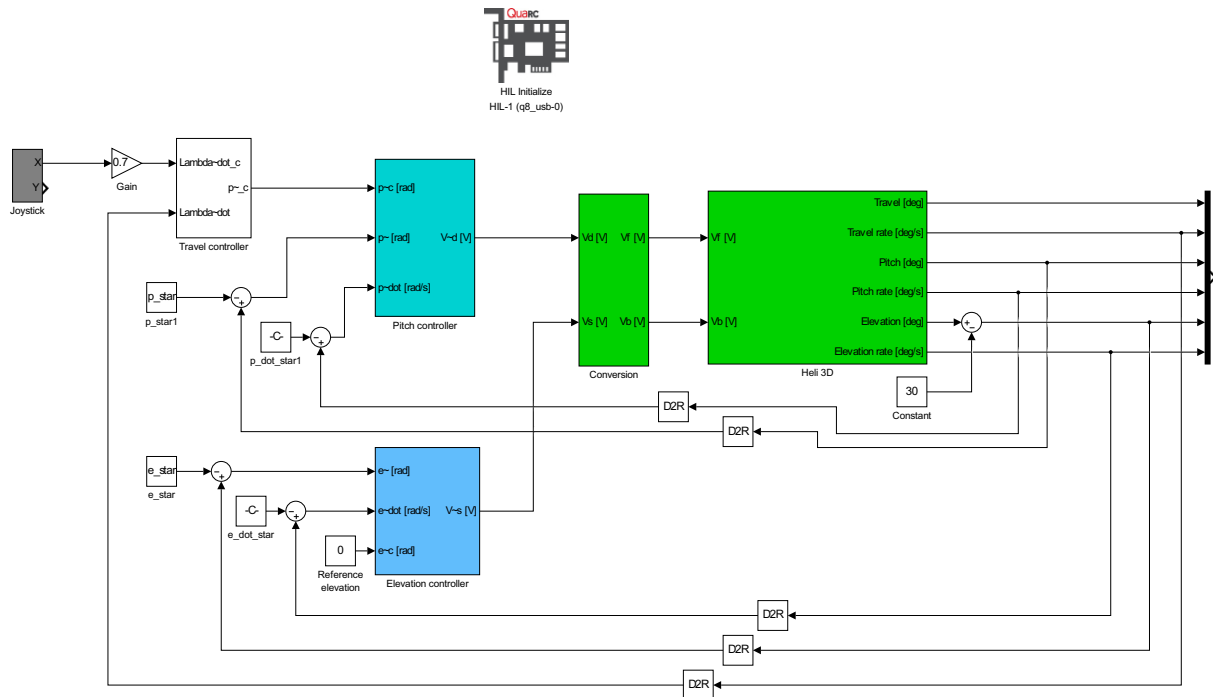 QUARC
HIL Initialize
HIL-1 (q8_usb-0)
X
Y
Joystick
0.7
Gain
Lambda~dot_c
p~_c
Lambda~dot
Travel controller
p~c [rad]
p~ [rad]
V~d [V]
p~dot [rad/s]
Pitch controller
p_star
p_star1
-C-
p_dot_star1
Vd [V]
Vf [V]
Vs [V]
Vb [V]
Conversion
Vf [V]
Vb [V]
Travel [deg]
Travel rate [deg/s]
Pitch [deg]
Pitch rate [deg/s]
Elevation [deg]
Elevation rate [deg/s]
Heli 3D
30
Constant
D2R
D2R
e_star
e_star
-C-
e_dot_star
0
Reference
elevation
e~ [rad]
e~dot [rad/s]
V~s [V]
e~c [rad]
Elevation controller
D2R
D2R
D2R